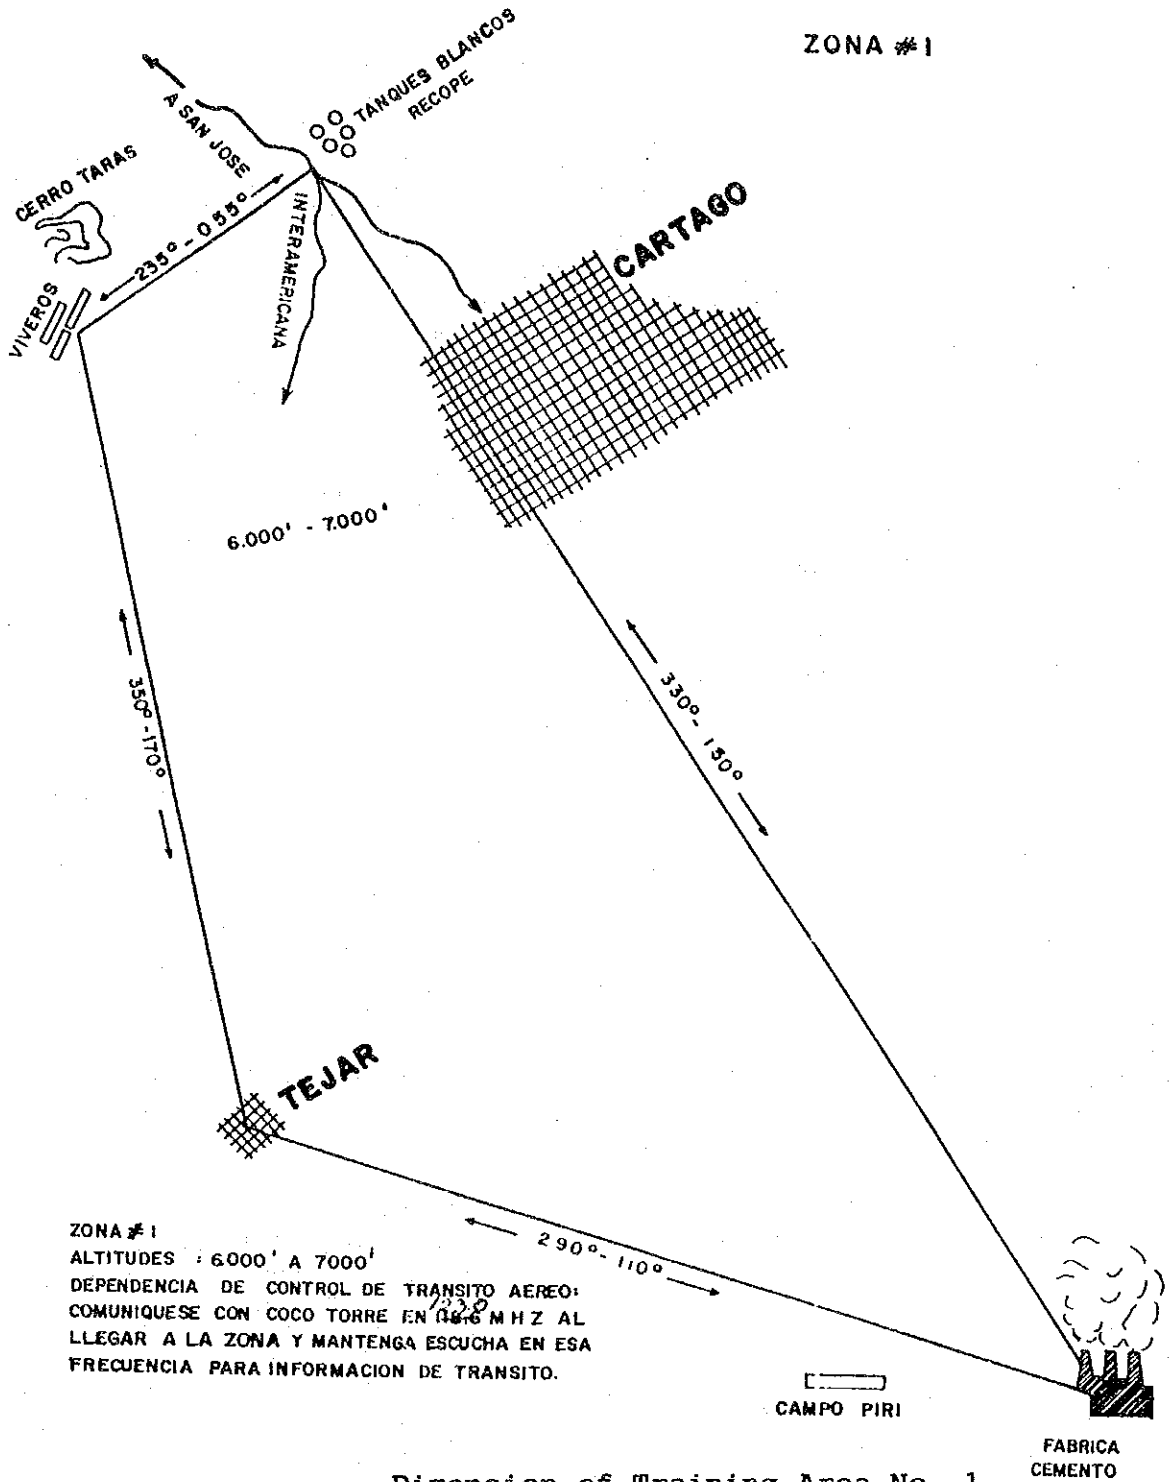 ZONA #1
TANQUES BLANCOS
RECOPE
A SAN JOSE
CERRO TARAS
235° - 055°
INTERAMERICANA
CARTAGO
VIVEROS
6.000' - 7.000'
350° - 170°
330° - 150°
TEJAR
290° - 110°
ZONA # 1
ALTITUDES : 6000' A 7000'
DEPENDENCIA DE CONTROL DE TRANSITO AEREO:
COMUNIQUESE CON COCO TORRE EN MHZ AL
LLEGAR A LA ZONA Y MANTENGA ESCUCHA EN ESA
FRECUENCIA PARA INFORMACION DE TRANSITO.
CAMPO PIRI
FABRICA
CEMENTO
Dimension of Training Area No. 1